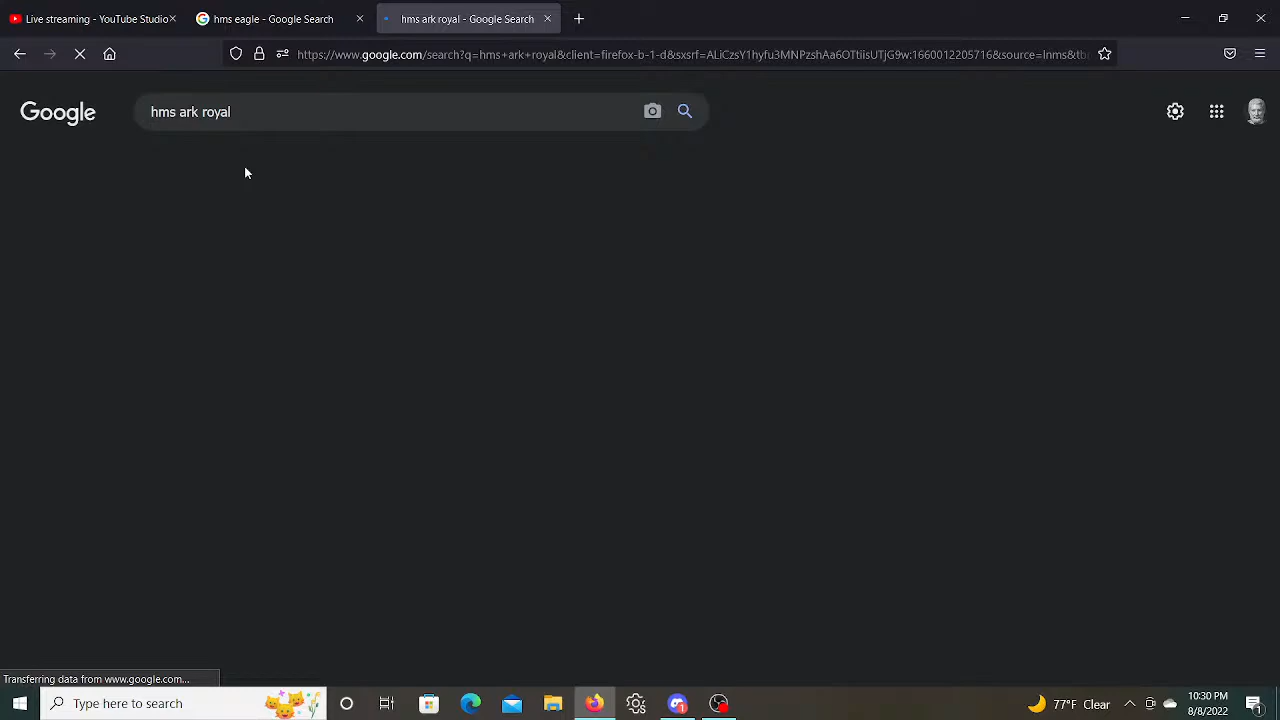 Live streaming - YouTube Studio
hms eagle - Google Search
hms ark royal - Google Search
https://www.google.com/search?q=hms+ark+royal&client=firefox-b-1-d&sxsrf=ALiCzsY1hyfu3MNPzshAa6OTtiisUTjG9w:1660012205716&source=lnms&tb
Google
hms ark royal
Transferring data from www.google.com...
Type here to search
77°F Clear
10:30 PM
8/8/2022
1
1